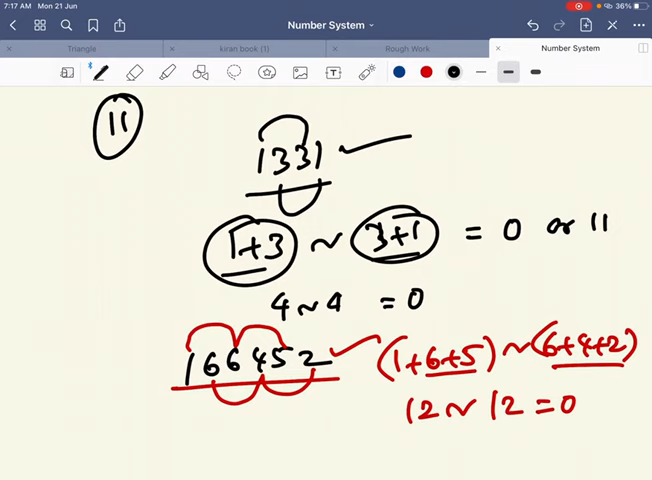 7:17 AM Mon 21 Jun
36%
Number System
Triangle
kiran book (1)
Rough Work
Number System
11
1331
1+3 ~ 3+1 = 0 or 11
4 ~ 4 = 0
166452 (1+6+5) ~ (6+4+2)
12 ~ 12 = 0